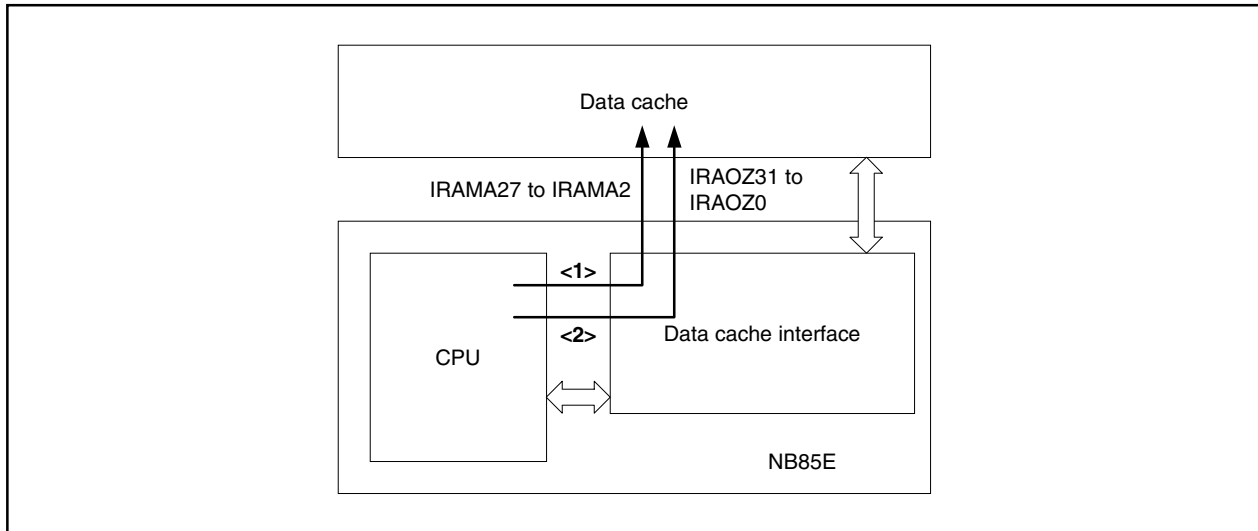 Data cache
IRAMA27 to IRAMA2
IRAOZ31 to
IRAOZ0
<1>
<2>
CPU
Data cache interface
NB85E